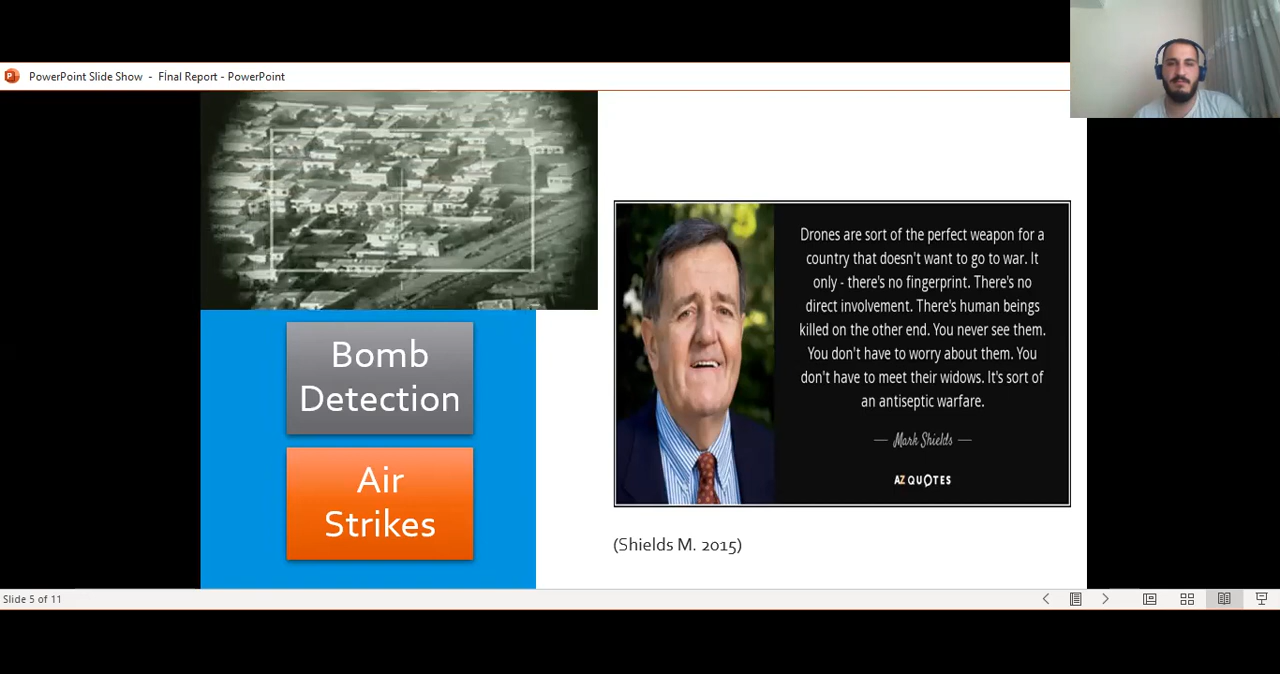 PowerPoint Slide Show - Fİnal Report - PowerPoint
Bomb
Detection
Air
Strikes
Drones are sort of the perfect weapon for a
country that doesn't want to go to war. It
only - there's no fingerprint. There's no
direct involvement. There's human beings
killed on the other end. You never see them.
You don't have to worry about them. You
don't have to meet their widows. It's sort of
an antiseptic warfare.
— Mark Shields —
AZQUOTES
(Shields M. 2015)
Slide 5 of 11